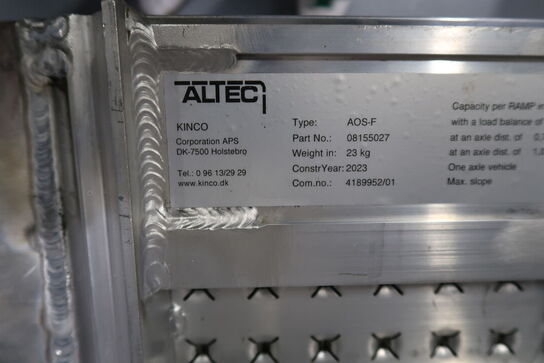 ALTEC
KINCO
Corporation APS
DK-7500 Holstebro
Tel.: 0 96 13/29 29
www.kinco.dk
Type: AOS-F
Part No.: 08155027
Weight in: 23 kg
ConstrYear: 2023
Com.no.: 4189952/01
Capacity per RAMP
with a load balance of
at an axle dist. of
at an axle dist. of
One axle vehicle
Max. slope